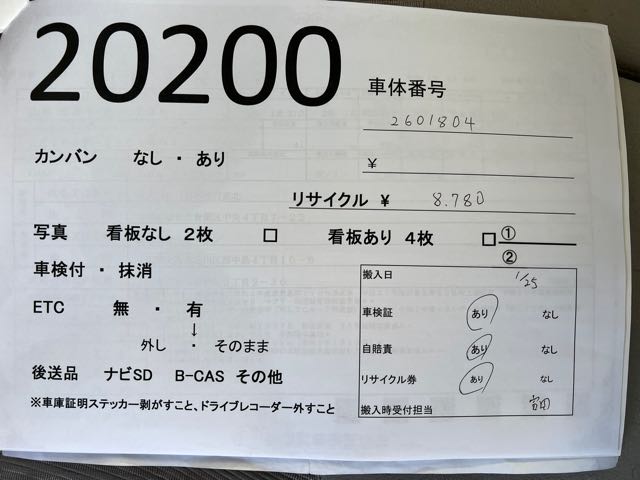 20200
車体番号
2601804
カンバン なし ・ あり
¥
リサイクル ¥ 8.780
写真 看板なし 2枚 □ 看板あり 4枚 □ ①
②
車検付 ・ 抹消
ETC 無 ・ 有
↓
外し ・ そのまま
後送品 ナビSD B-CAS その他
※車庫証明ステッカー剥がすこと、ドライブレコーダー外すこと
搬入日 1/25
車検証 あり なし
自賠責 あり なし
リサイクル券 あり なし
搬入時受付担当